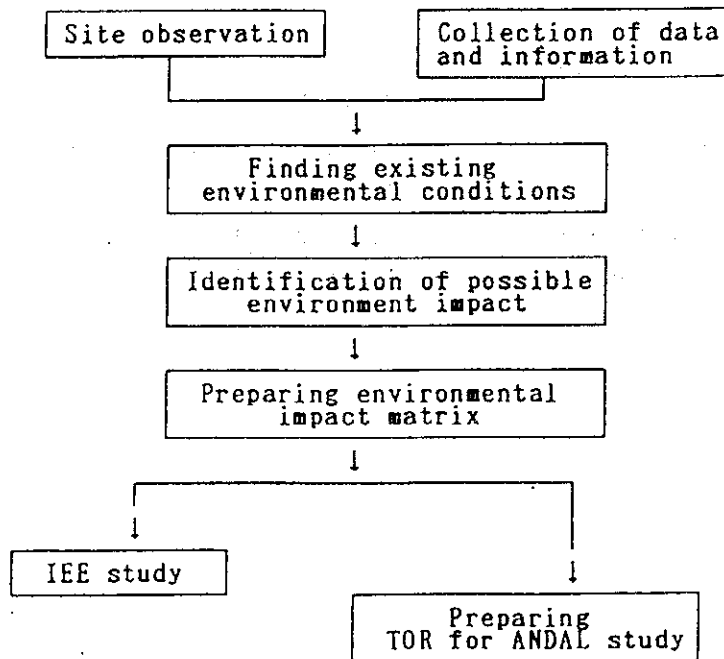 Site observation
Collection of data
and information
Finding existing
environmental conditions
Identification of possible
environment impact
Preparing environmental
impact matrix
IEE study
Preparing
TOR for ANDAL study